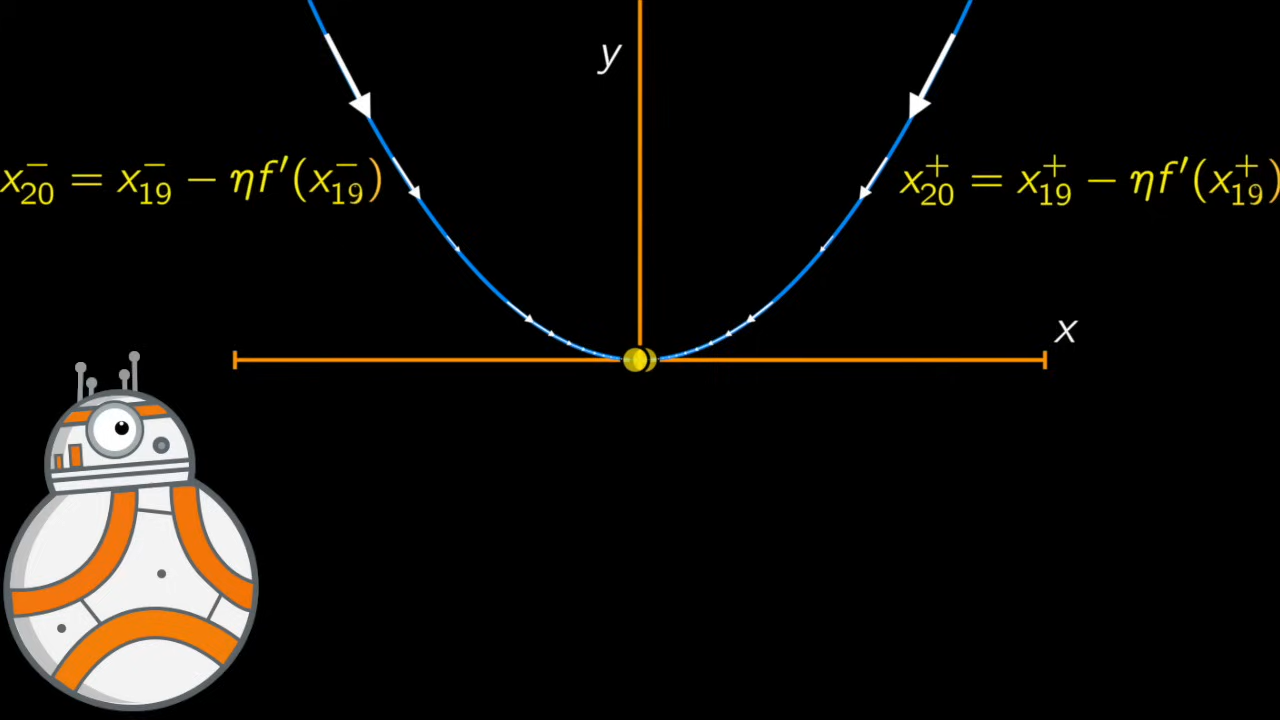 y
x₂₀⁻ = x₁₉⁻ − ηf′(x₁₉⁻)
x₂₀⁺ = x₁₉⁺ − ηf′(x₁₉⁺)
x